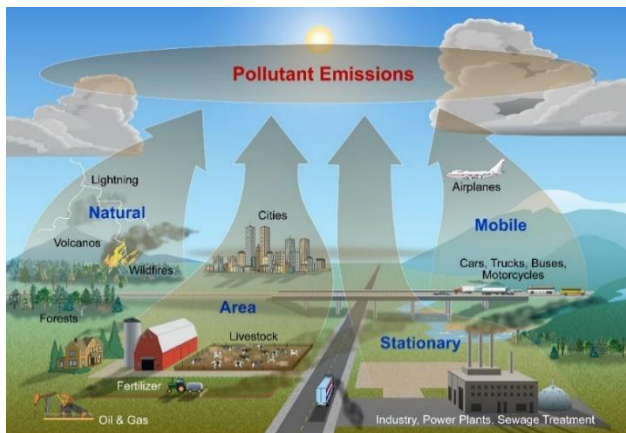 Pollutant Emissions
Lightning
Natural
Volcanos
Wildfires
Forests
Cities
Area
Livestock
Fertilizer
Oil & Gas
Airplanes
Mobile
Cars, Trucks, Buses,
Motorcycles
Stationary
Industry, Power Plants, Sewage Treatment